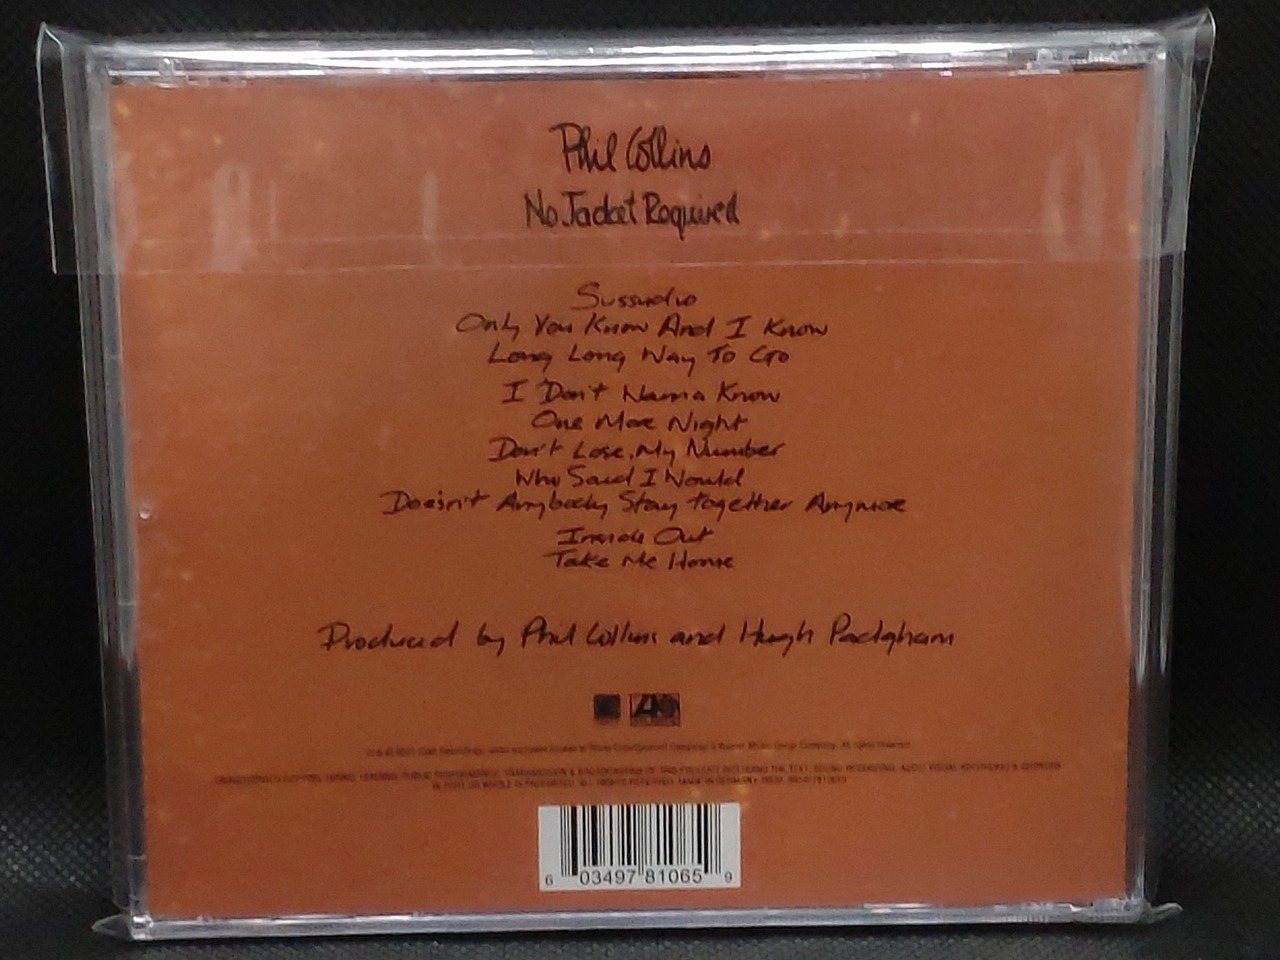 Phil Collins
No Jacket Required
Sussudio
Only You Know And I Know
Long Long Way To Go
I Don't Wanna Know
One More Night
Don't Lose My Number
Who Said I Would
Doesn't Anybody Stay Together Anymore
Inside Out
Take Me Home
Produced by Phil Collins and Hugh Padgham
6 03497 81065 9